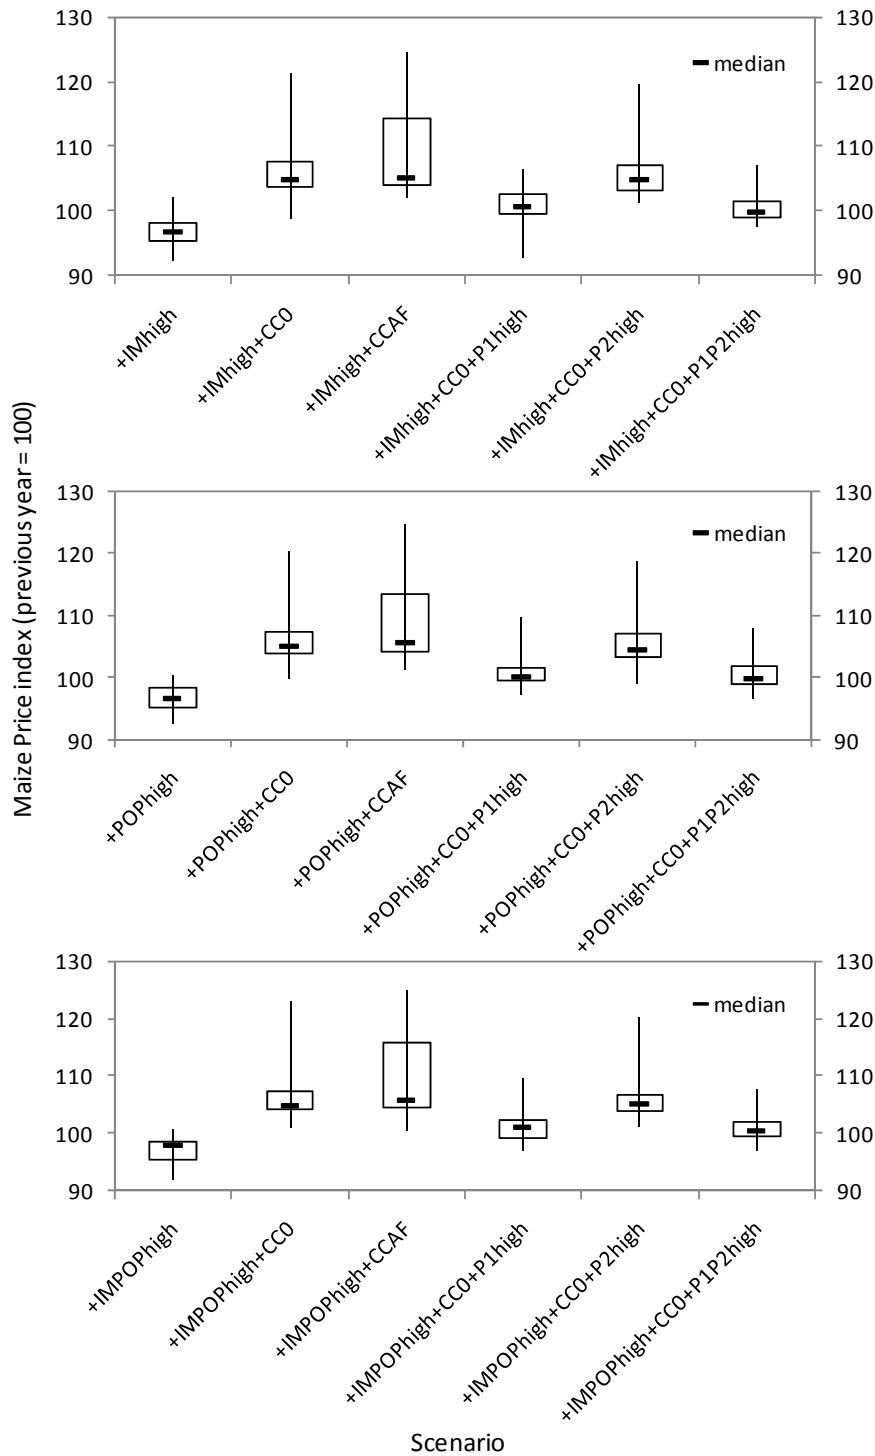 130 130
median
120 120
110 110
100 100
90 90
+IMhigh
+IMhigh+CC0
+IMhigh+CCAF
+IMhigh+CC0+P1high
+IMhigh+CC0+P2high
+IMhigh+CC0+P1P2high
Maize Price index (previous year = 100)
130 130
median
120 120
110 110
100 100
90 90
+POPhigh
+POPhigh+CC0
+POPhigh+CCAF
+POPhigh+CC0+P1high
+POPhigh+CC0+P2high
+POPhigh+CC0+P1P2high
130 130
median
120 120
110 110
100 100
90 90
+IMPOPhigh
+IMPOPhigh+CC0
+IMPOPhigh+CCAF
+IMPOPhigh+CC0+P1high
+IMPOPhigh+CC0+P2high
+IMPOPhigh+CC0+P1P2high
Scenario